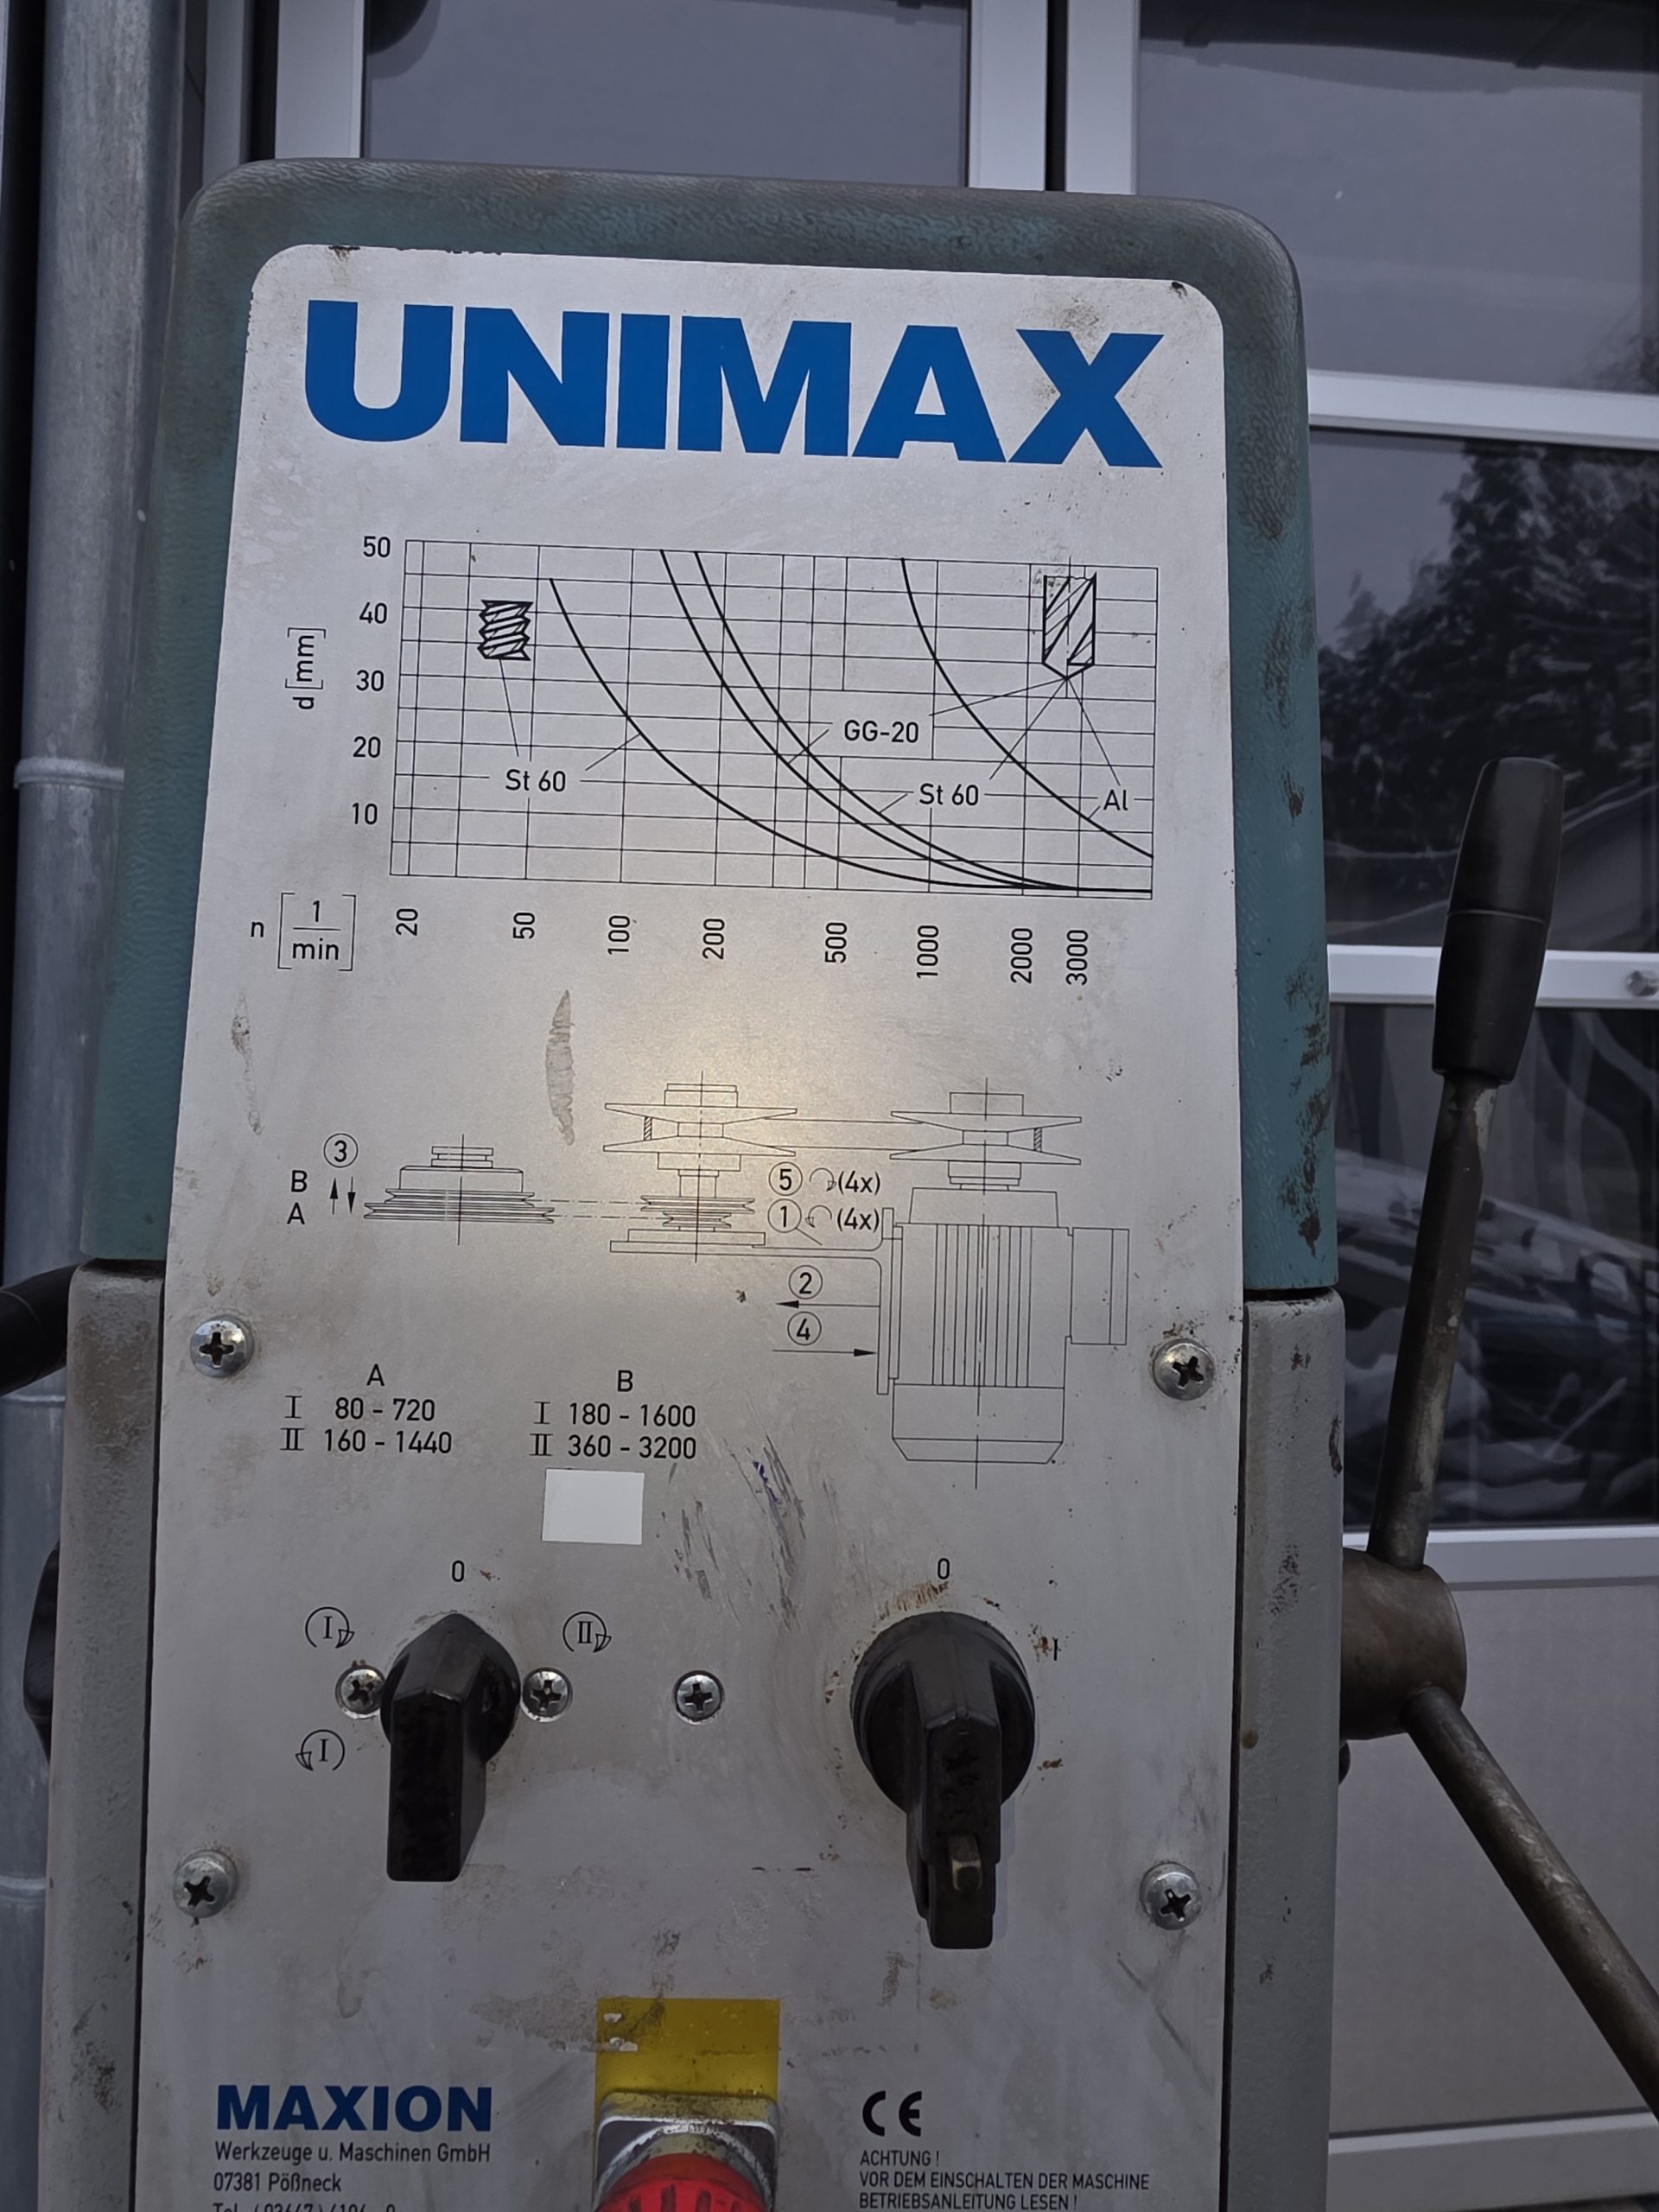 UNIMAX
50
40
30
20
10
d [mm]
GG-20
St 60
St 60
Al
n [1/min]
20 50 100 200 500 1000 2000 3000
3
B
A
5 (4x)
1 (4x)
2
4
A
I 80 - 720
II 160 - 1440
B
I 180 - 1600
II 360 - 3200
0
I
II
I
0
I
MAXION
Werkzeuge u. Maschinen GmbH
07381 Pößneck
CE
ACHTUNG !
VOR DEM EINSCHALTEN DER MASCHINE
BETRIEBSANLEITUNG LESEN !